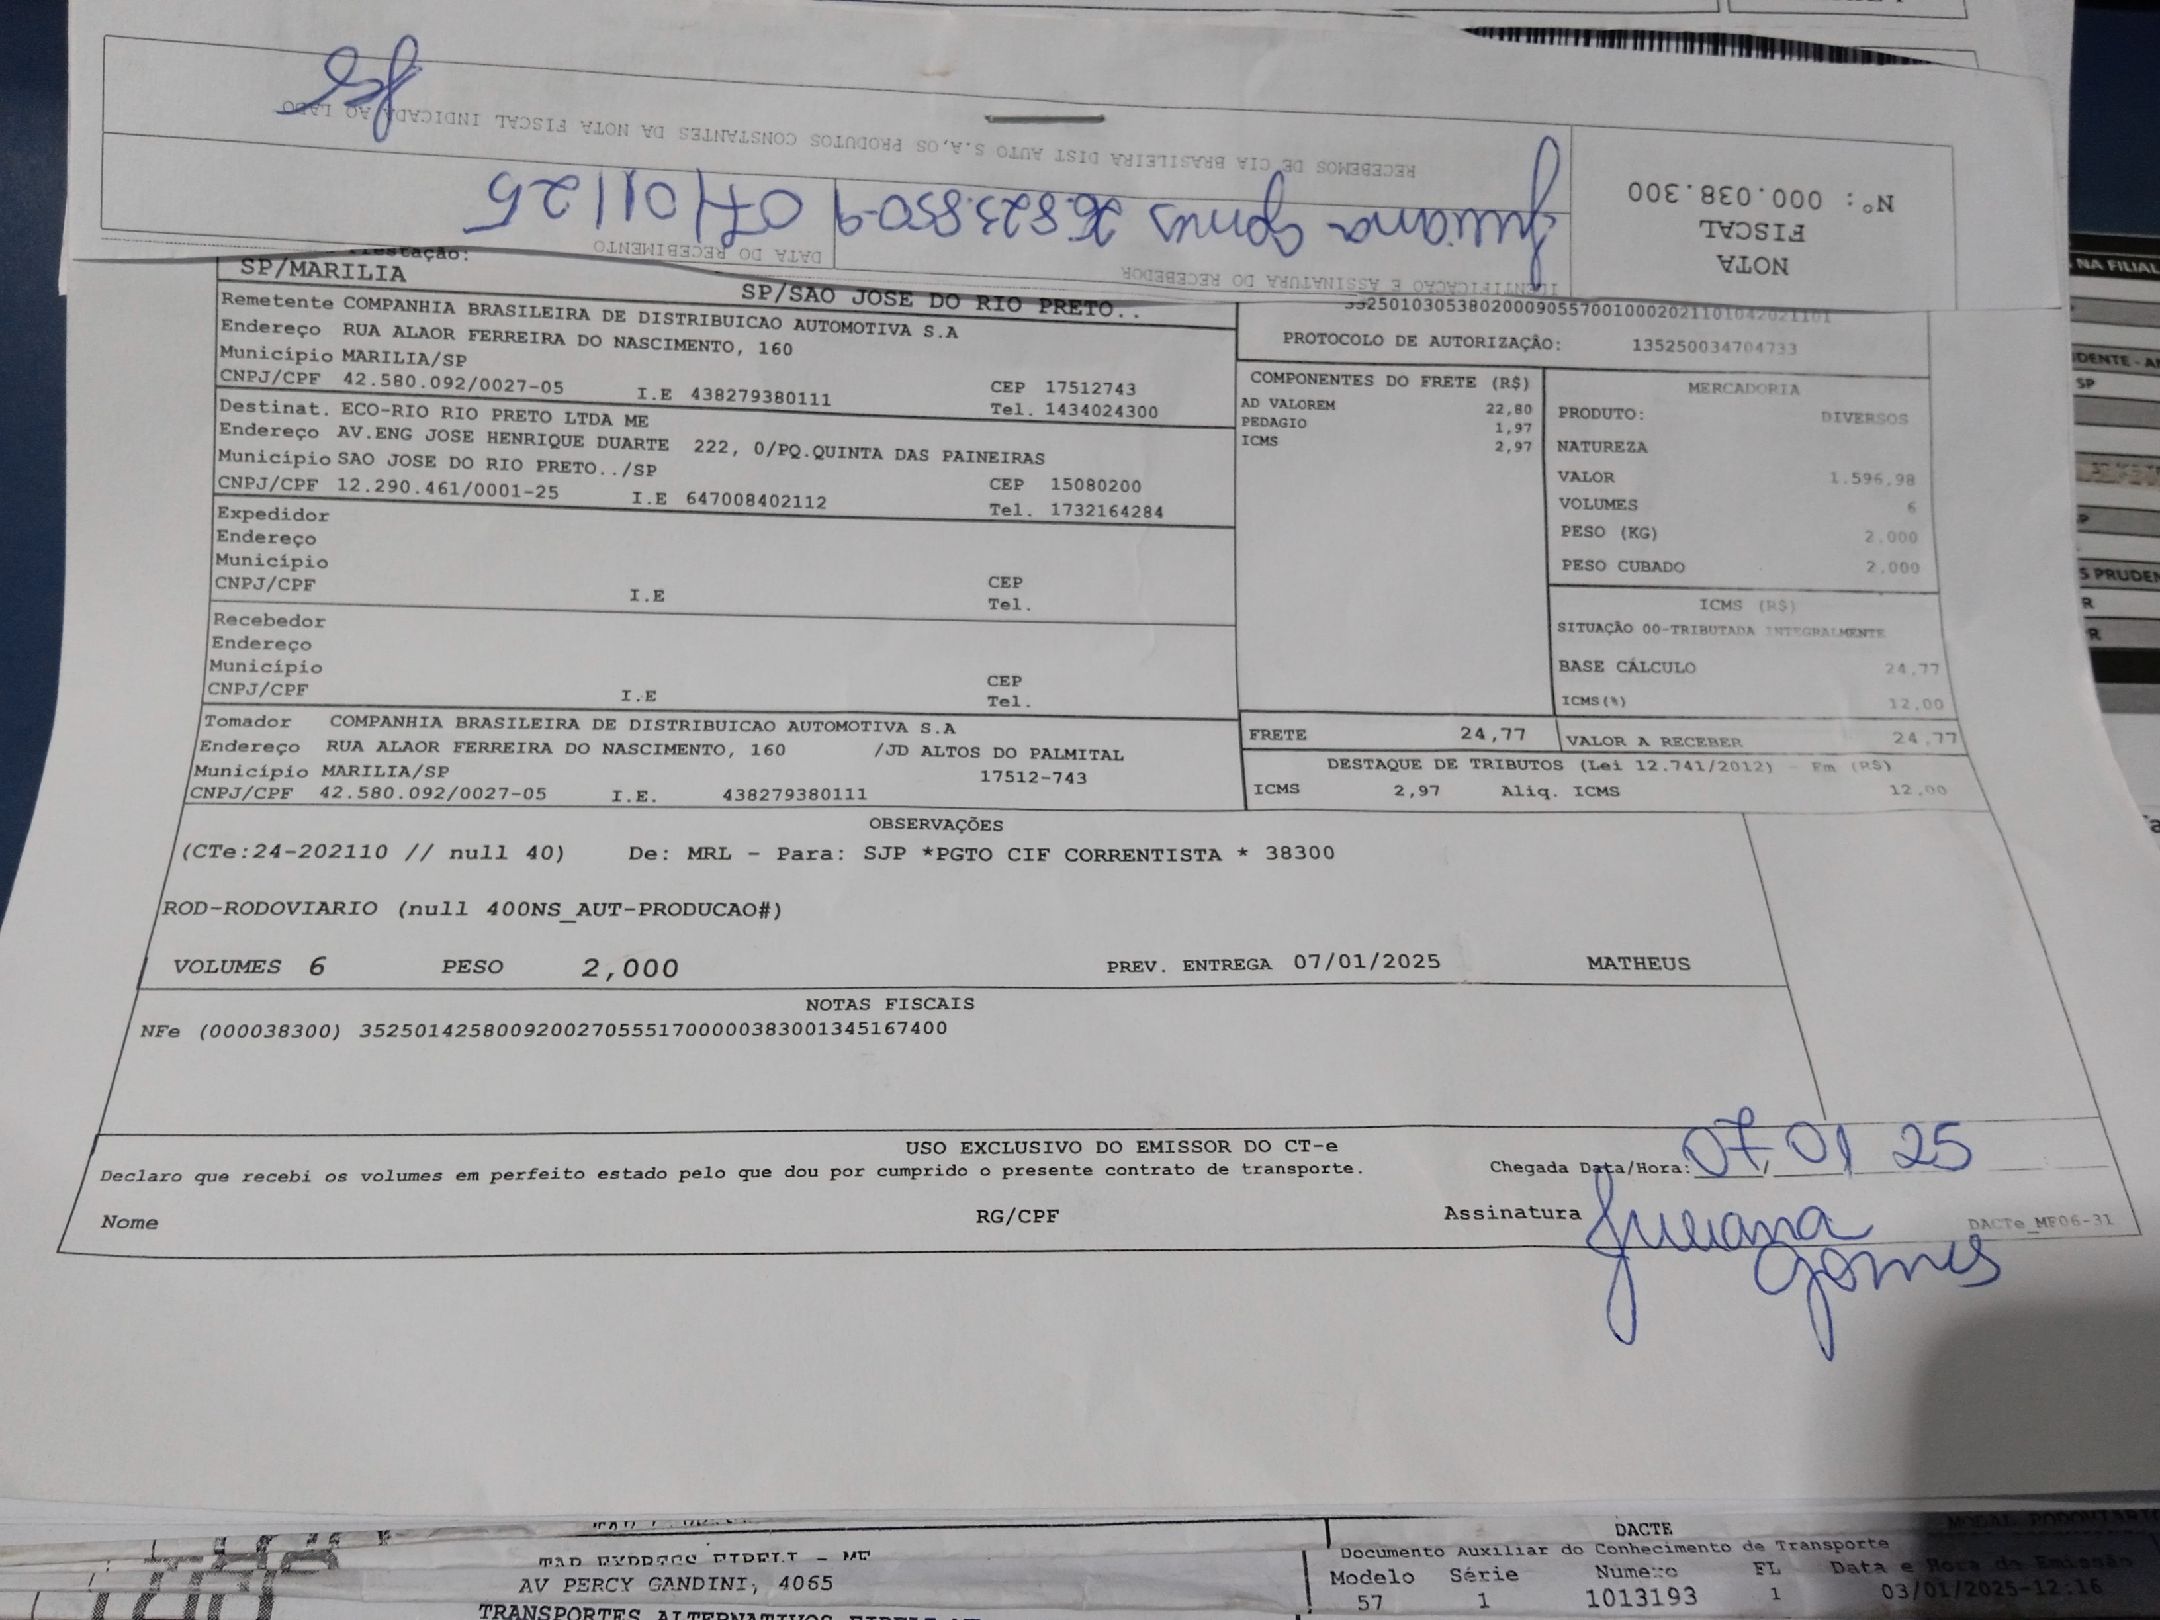 NOTA
FISCAL
Nº: 000.038.300
RECEBEMOS DE CIA BRASILEIRA DIST AUTO S.A,OS PRODUTOS CONSTANTES DA NOTA FISCAL INDICADA AO LADO
DATA DO RECEBIMENTO
IDENTIFICACAO E ASSINATURA DO RECEBEDOR
07/01/25
Juliana Gomes 26.823.850-9
SP/MARILIA
SP/SAO JOSE DO RIO PRETO..
Remetente COMPANHIA BRASILEIRA DE DISTRIBUICAO AUTOMOTIVA S.A
Endereço RUA ALAOR FERREIRA DO NASCIMENTO, 160
Município MARILIA/SP
CNPJ/CPF 42.580.092/0027-05 I.E 438279380111 CEP 17512743
Tel. 1434024300
Destinat. ECO-RIO RIO PRETO LTDA ME
Endereço AV.ENG JOSE HENRIQUE DUARTE 222, 0/PQ.QUINTA DAS PAINEIRAS
Município SAO JOSE DO RIO PRETO../SP
CNPJ/CPF 12.290.461/0001-25 I.E 647008402112 CEP 15080200
Tel. 1732164284
Expedidor
Endereço
Município
CNPJ/CPF I.E CEP
Tel.
Recebedor
Endereço
Município
CNPJ/CPF I.E CEP
Tel.
Tomador COMPANHIA BRASILEIRA DE DISTRIBUICAO AUTOMOTIVA S.A
Endereço RUA ALAOR FERREIRA DO NASCIMENTO, 160 /JD ALTOS DO PALMITAL
Município MARILIA/SP 17512-743
CNPJ/CPF 42.580.092/0027-05 I.E. 438279380111
PROTOCOLO DE AUTORIZAÇÃO: 135250034704733
COMPONENTES DO FRETE (R$)
AD VALOREM 22,80
PEDAGIO 1,97
ICMS 2,97
MERCADORIA
PRODUTO: DIVERSOS
NATUREZA
VALOR 1.596,98
VOLUMES 6
PESO (KG) 2.000
PESO CUBADO 2,000
ICMS (R$)
SITUAÇÃO 00-TRIBUTADA INTEGRALMENTE
BASE CÁLCULO 24,77
ICMS(%) 12,00
FRETE 24,77 VALOR A RECEBER 24,77
DESTAQUE DE TRIBUTOS (Lei 12.741/2012) - Em (R$)
ICMS 2,97 Aliq. ICMS 12,00
OBSERVAÇÕES
(CTe:24-202110 // null 40) De: MRL - Para: SJP *PGTO CIF CORRENTISTA * 38300
ROD-RODOVIARIO (null 400NS_AUT-PRODUCAO#)
VOLUMES 6 PESO 2,000 PREV. ENTREGA 07/01/2025 MATHEUS
NOTAS FISCAIS
NFe (000038300) 35250142580092002705551700000383001345167400
USO EXCLUSIVO DO EMISSOR DO CT-e
Declaro que recebi os volumes em perfeito estado pelo que dou por cumprido o presente contrato de transporte.
Chegada Data/Hora: 07/01 25
Nome RG/CPF Assinatura Juliana Gomes
DACTe_MF06-31
AV PERCY GANDINI, 4065
DACTE
Documento Auxiliar do Conhecimento de Transporte
Modelo Série Número FL Data e Hora de Emissão
57 1 1013193 1 03/01/2025-12:16